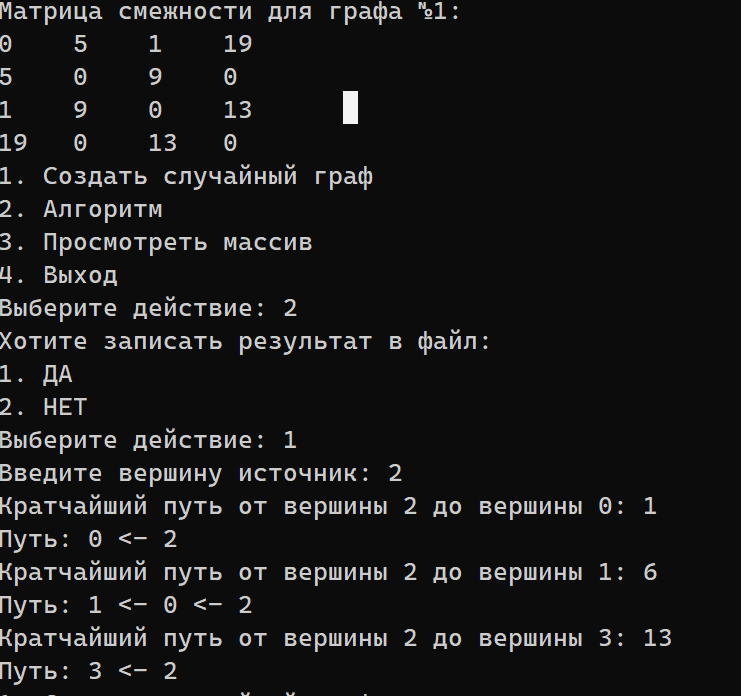 Матрица смежности для графа №1:
0 5 1 19
5 0 9 0
1 9 0 13
19 0 13 0
1. Создать случайный граф
2. Алгоритм
3. Просмотреть массив
4. Выход
Выберите действие: 2
Хотите записать результат в файл:
1. ДА
2. НЕТ
Выберите действие: 1
Введите вершину источник: 2
Кратчайший путь от вершины 2 до вершины 0: 1
Путь: 0 <- 2
Кратчайший путь от вершины 2 до вершины 1: 6
Путь: 1 <- 0 <- 2
Кратчайший путь от вершины 2 до вершины 3: 13
Путь: 3 <- 2